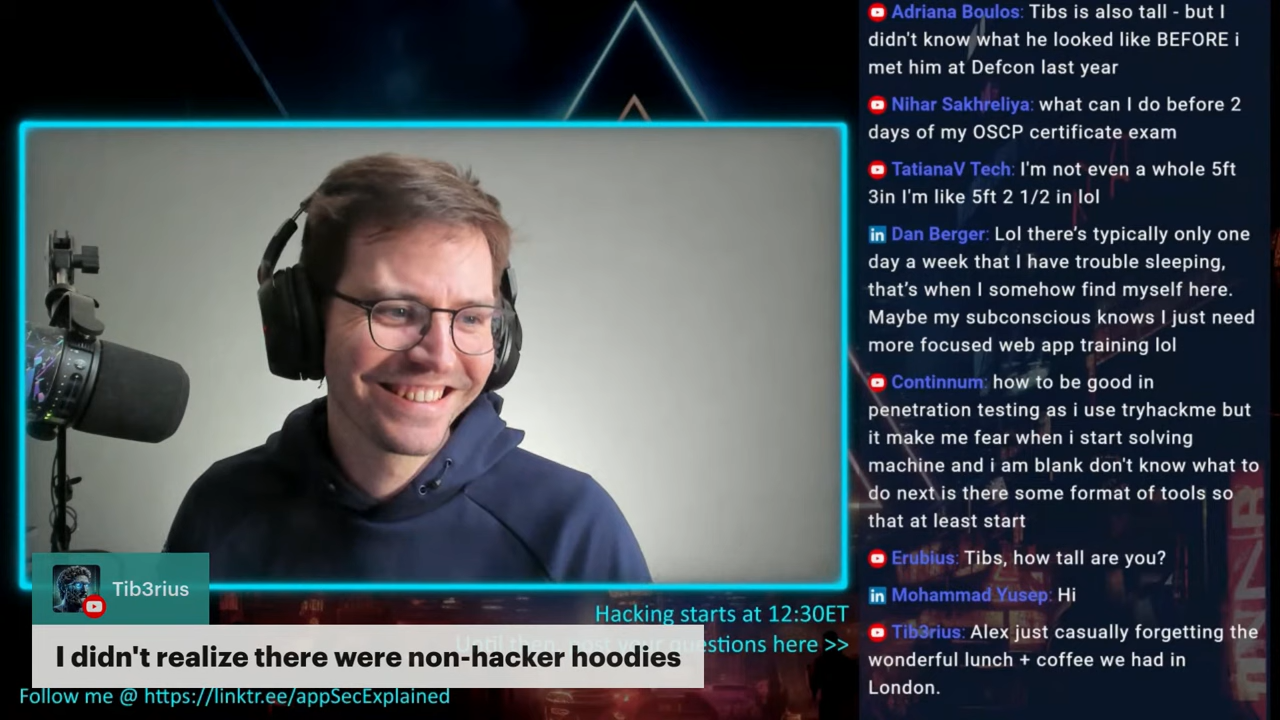 Tib3rius
I didn't realize there were non-hacker hoodies
Hacking starts at 12:30ET
Until then, post your questions here >>
Follow me @ https://linktr.ee/appSecExplained
Adriana Boulos: Tibs is also tall - but I
didn't know what he looked like BEFORE i
met him at Defcon last year
Nihar Sakhreliya: what can I do before 2
days of my OSCP certificate exam
TatianaV Tech: I'm not even a whole 5ft
3in I'm like 5ft 2 1/2 in lol
in Dan Berger: Lol there's typically only one
day a week that I have trouble sleeping,
that's when I somehow find myself here.
Maybe my subconscious knows I just need
more focused web app training lol
Continnum: how to be good in
penetration testing as i use tryhackme but
it make me fear when i start solving
machine and i am blank don't know what to
do next is there some format of tools so
that at least start
Erubius: Tibs, how tall are you?
in Mohammad Yusep: Hi
Tib3rius: Alex just casually forgetting the
wonderful lunch + coffee we had in
London.